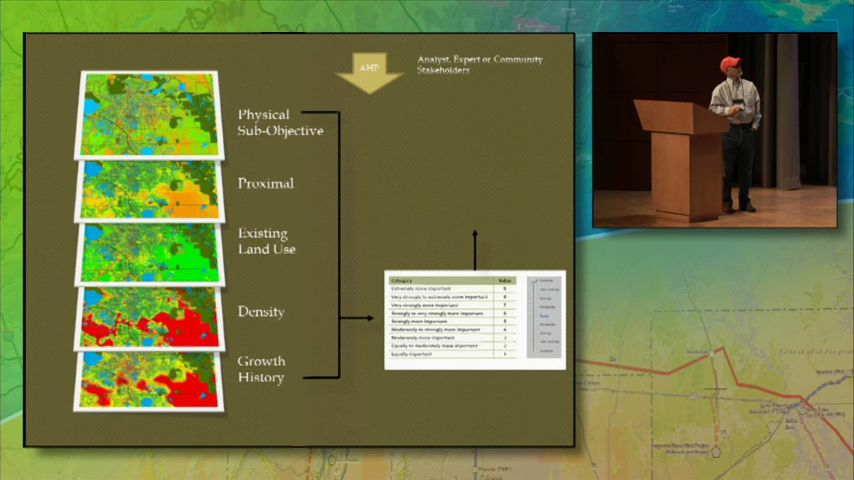 AHP
Analyst, Expert or Community
Stakeholders
Physical
Sub-Objective
Proximal
Existing
Land Use
Density
Growth
History
Category Value
Extremely more important 9
Very strongly to extremely more important 8
Very strongly more important 7
Strongly to very strongly more important 6
Strongly more important 5
Moderately to strongly more important 4
Moderately more important 3
Equally to moderately more important 2
Equally important 1